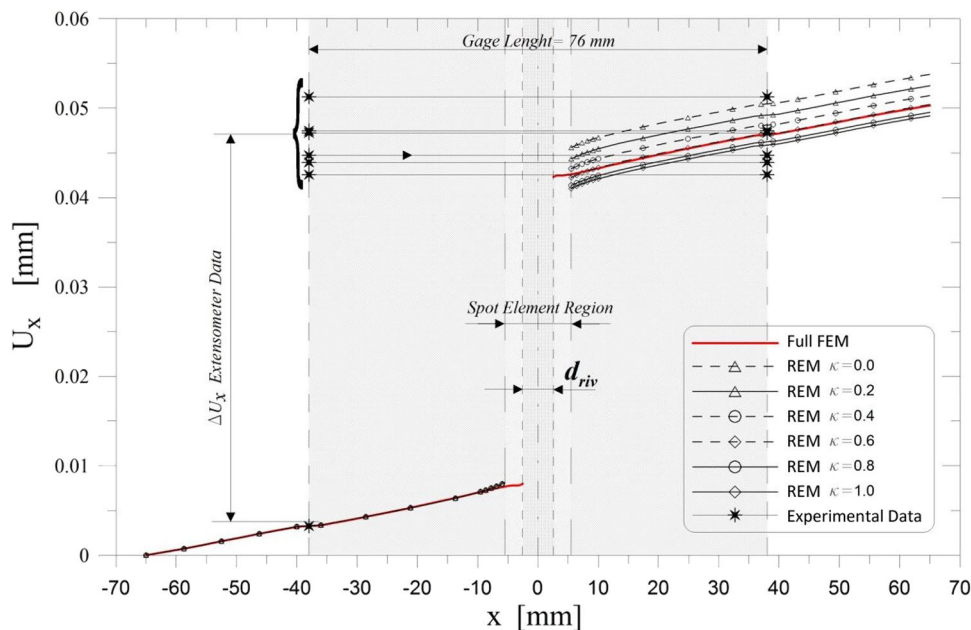 0.06
0.05
0.04
0.03
0.02
0.01
0
U_x [mm]
Gage Lenght= 76 mm
ΔU_x Extensometer Data
Spot Element Region
d_riv
Full FEM
REM κ=0.0
REM κ=0.2
REM κ=0.4
REM κ=0.6
REM κ=0.8
REM κ=1.0
Experimental Data
-70 -60 -50 -40 -30 -20 -10 0 10 20 30 40 50 60 70
x [mm]